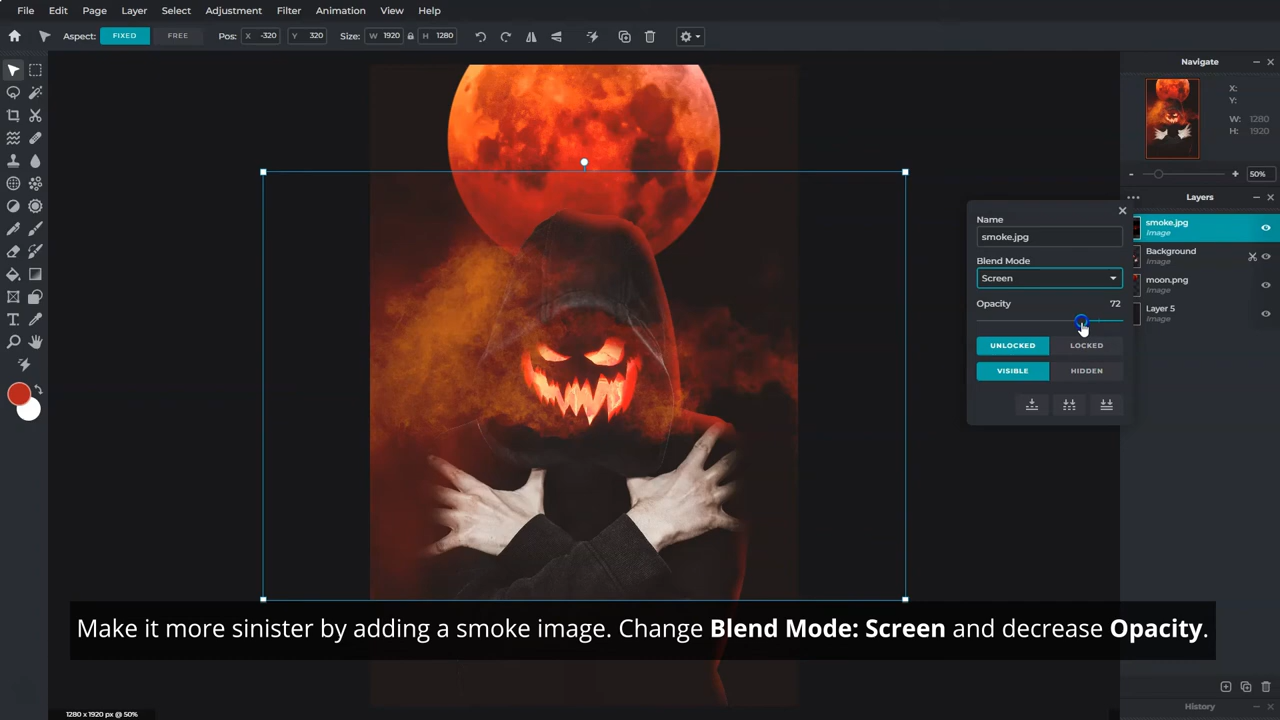 File Edit Page Layer Select Adjustment Filter Animation View Help
Aspect: FIXED FREE Pos: X -320 Y 320 Size: W 1920 H 1280
Navigate
X:
Y:
W: 1280
H: 1920
50%
Layers
smoke.jpg
Image
Background
Image
moon.png
Image
Layer 5
Image
Name
smoke.jpg
Blend Mode
Screen
Opacity 72
UNLOCKED LOCKED
VISIBLE HIDDEN
Make it more sinister by adding a smoke image. Change Blend Mode: Screen and decrease Opacity.
History
1280 x 1920 px @ 50%